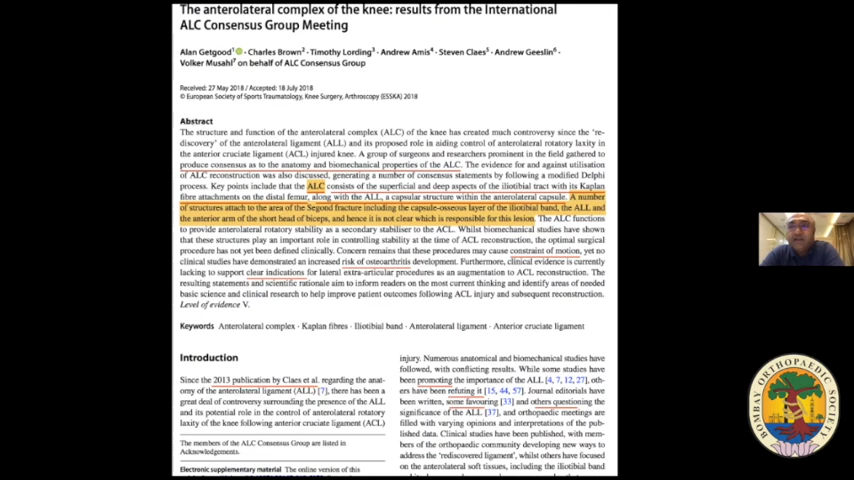 The anterolateral complex of the knee: results from the International
ALC Consensus Group Meeting
Alan Getgood¹ · Charles Brown² · Timothy Lording³ · Andrew Amis⁴ · Steven Claes⁵ · Andrew Geeslin⁶ ·
Volker Musahl⁷ on behalf of ALC Consensus Group
Received: 27 May 2018 / Accepted: 18 July 2018
© European Society of Sports Traumatology, Knee Surgery, Arthroscopy (ESSKA) 2018
Abstract
The structure and function of the anterolateral complex (ALC) of the knee has created much controversy since the 're-
discovery' of the anterolateral ligament (ALL) and its proposed role in aiding control of anterolateral rotatory laxity in
the anterior cruciate ligament (ACL) injured knee. A group of surgeons and researchers prominent in the field gathered to
produce consensus as to the anatomy and biomechanical properties of the ALC. The evidence for and against utilisation
of ALC reconstruction was also discussed, generating a number of consensus statements by following a modified Delphi
process. Key points include that the ALC consists of the superficial and deep aspects of the iliotibial tract with its Kaplan
fibre attachments on the distal femur, along with the ALL, a capsular structure within the anterolateral capsule. A number
of structures attach to the area of the Segond fracture including the capsule-osseous layer of the iliotibial band, the ALL and
the anterior arm of the short head of biceps, and hence it is not clear which is responsible for this lesion. The ALC functions
to provide anterolateral rotatory stability as a secondary stabiliser to the ACL. Whilst biomechanical studies have shown
that these structures play an important role in controlling stability at the time of ACL reconstruction, the optimal surgical
procedure has not yet been defined clinically. Concern remains that these procedures may cause constraint of motion, yet no
clinical studies have demonstrated an increased risk of osteoarthritis development. Furthermore, clinical evidence is currently
lacking to support clear indications for lateral extra-articular procedures as an augmentation to ACL reconstruction. The
resulting statements and scientific rationale aim to inform readers on the most current thinking and identify areas of needed
basic science and clinical research to help improve patient outcomes following ACL injury and subsequent reconstruction.
Level of evidence V.
Keywords Anterolateral complex · Kaplan fibres · Iliotibial band · Anterolateral ligament · Anterior cruciate ligament
Introduction
Since the 2013 publication by Claes et al. regarding the anat-
omy of the anterolateral ligament (ALL) [7], there has been a
great deal of controversy surrounding the presence of the ALL
and its potential role in the control of anterolateral rotatory
laxity of the knee following anterior cruciate ligament (ACL)
The members of the ALC Consensus Group are listed in
Acknowledgements.
Electronic supplementary material The online version of this
injury. Numerous anatomical and biomechanical studies have
followed, with conflicting results. While some studies have
been promoting the importance of the ALL [4, 7, 12, 27], oth-
ers have been refuting it [15, 44, 57]. Journal editorials have
been written, some favouring [33] and others questioning the
significance of the ALL [37], and orthopaedic meetings are
filled with varying opinions and interpretations of the pub-
lished data. Clinical studies have been published, with mem-
bers of the orthopaedic community developing new ways to
address the 'rediscovered ligament', whilst others have focused
on the anterolateral soft tissues, including the iliotibial band
BOMBAY ORTHOPAEDIC SOCIETY